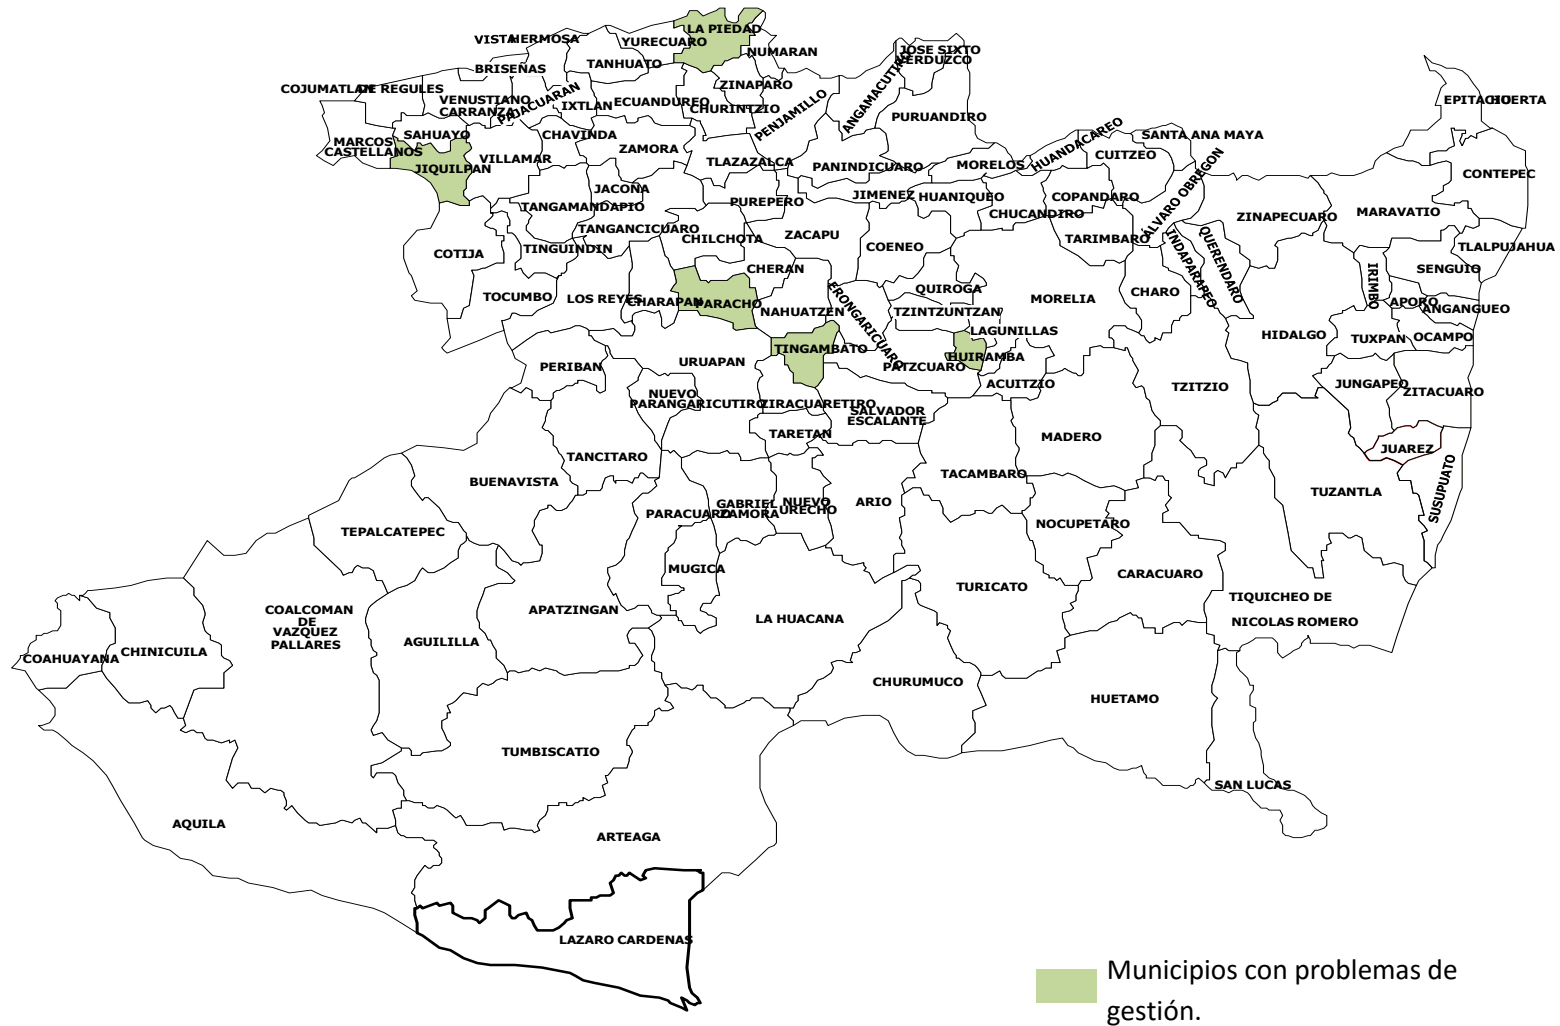 LA PIEDAD
VISTA HERMOSA
YURECUARO
NUMARAN
JOSE SIXTO
VERDUZCO
BRISEÑAS
TANHUATO
ANGAMACUTIRO
COJUMATLAN DE REGULES
ZINAPARO
PAJACUARAN
VENUSTIANO
CARRANZA
IXTLAN
ECUANDUREO
CHURINTZIO
PENJAMILLO
PURUANDIRO
EPITACIO HUERTA
MARCOS
CASTELLANOS
SAHUAYO
CHAVINDA
ZAMORA
HUANDACAREO
SANTA ANA MAYA
CUITZEO
JIQUILPAN
VILLAMAR
TLAZAZALCA
PANINDICUARO
MORELOS
CONTEPEC
JACONA
PUREPERO
JIMENEZ
HUANIQUEO
COPANDARO
ÁLVARO OBREGON
TANGAMANDAPIO
CHUCANDIRO
ZINAPECUARO
MARAVATIO
TANGANCICUARO
CHILCHOTA
ZACAPU
COENEO
TARIMBARO
INDAPARAPEO
QUERENDARO
COTIJA
TINGUINDIN
TLALPUJAHUA
CHERAN
SENGUIO
IRIMBO
TOCUMBO
LOS REYES
CHARAPAN
PARACHO
NAHUATZEN
ERONGARICUARO
QUIROGA
MORELIA
CHARO
APORO
ANGANGUEO
TZINTZUNTZAN
LAGUNILLAS
HIDALGO
TUXPAN
OCAMPO
TINGAMBATO
HUIRAMBA
PERIBAN
URUAPAN
PATZCUARO
ACUITZIO
TZITZIO
JUNGAPEO
ZITACUARO
NUEVO
PARANGARICUTIRO
ZIRACUARETIRO
SALVADOR
ESCALANTE
TARETAN
MADERO
JUAREZ
TANCITARO
BUENAVISTA
TACAMBARO
TUZANTLA
SUSUPUATO
TEPALCATEPEC
PARACUARO
GABRIEL
ZAMORA
NUEVO
URECHO
ARIO
NOCUPETARO
MUGICA
TURICATO
CARACUARO
COALCOMAN
DE
VAZQUEZ
PALLARES
APATZINGAN
LA HUACANA
TIQUICHEO DE
NICOLAS ROMERO
AGUILILLA
COAHUAYANA
CHINICUILA
CHURUMUCO
HUETAMO
TUMBISCATIO
SAN LUCAS
AQUILA
ARTEAGA
LAZARO CARDENAS
Municipios con problemas de
gestión.